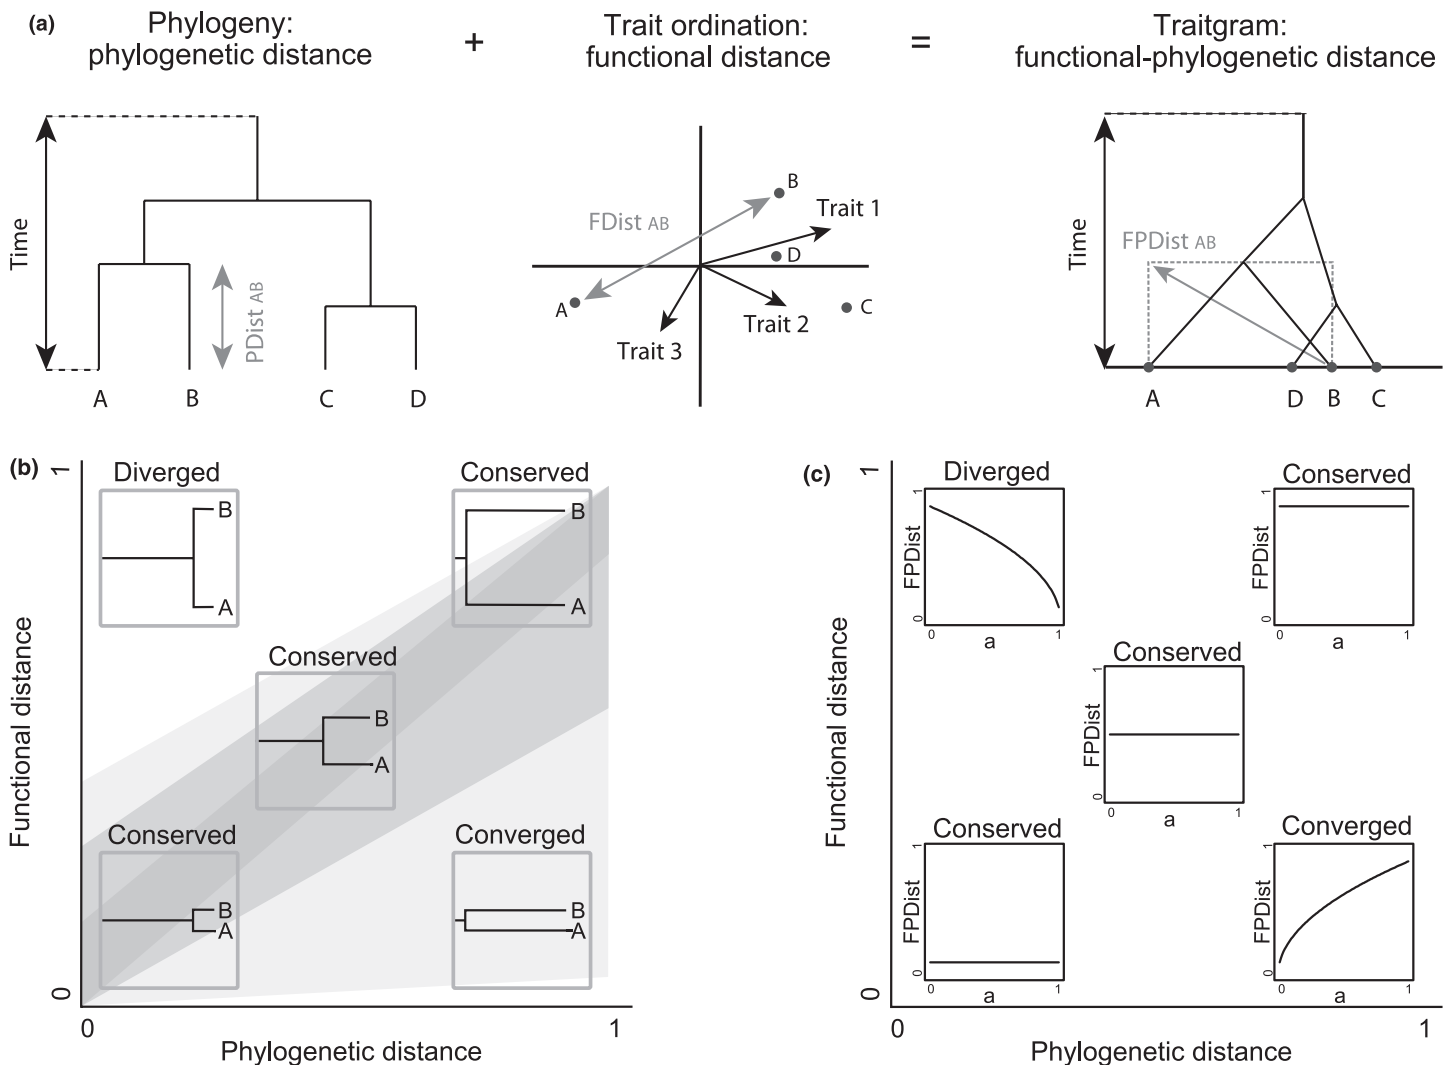 (a)
Phylogeny:
phylogenetic distance
+
Trait ordination:
functional distance
=
Traitgram:
functional-phylogenetic distance
Time
PDist AB
A
B
C
D
FDist AB
B
Trait 1
D
A
Trait 2
C
Trait 3
Time
FPDist AB
A
D
B
C
(b)
1
Functional distance
0
Diverged
B
A
Conserved
B
A
Conserved
B
A
Conserved
B
A
Converged
B
A
0
1
Phylogenetic distance
(c)
1
Functional distance
0
Diverged
1
FPDist
0
0
a
1
Conserved
1
FPDist
0
0
a
1
Conserved
1
FPDist
0
0
a
1
Conserved
1
FPDist
0
0
a
1
Converged
1
FPDist
0
0
a
1
0
1
Phylogenetic distance